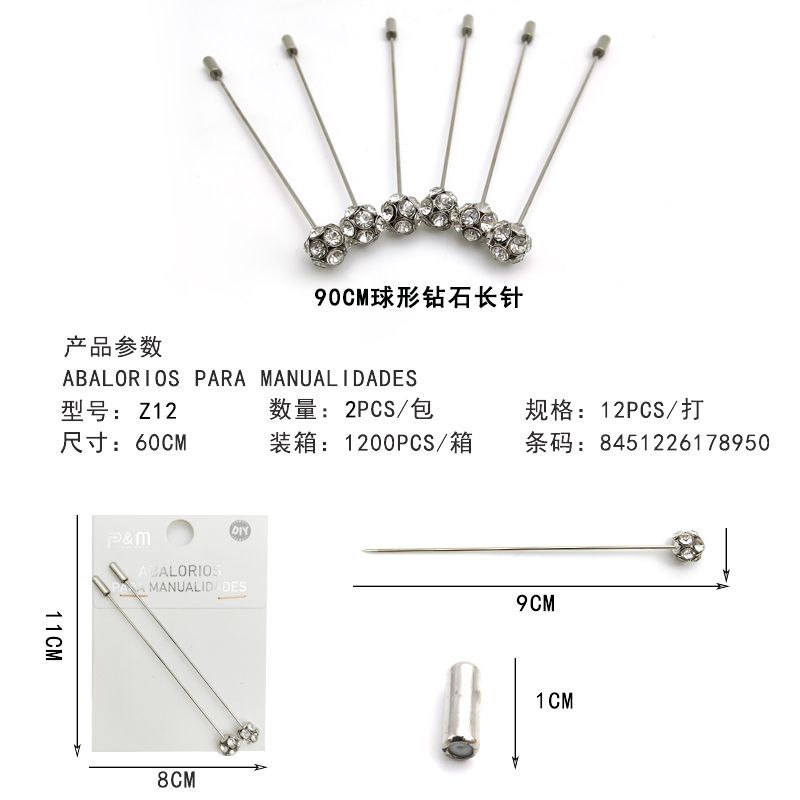 90CM球形钻石长针
产品参数
ABALORIOS PARA MANUALIDADES
型号: Z12
数量: 2PCS/包
规格: 12PCS/打
尺寸: 60CM
装箱: 1200PCS/箱
条码: 8451226178950
P&M
DIY
ABALORIOS
PARA MANUALIDADES
11CM
8CM
9CM
1CM